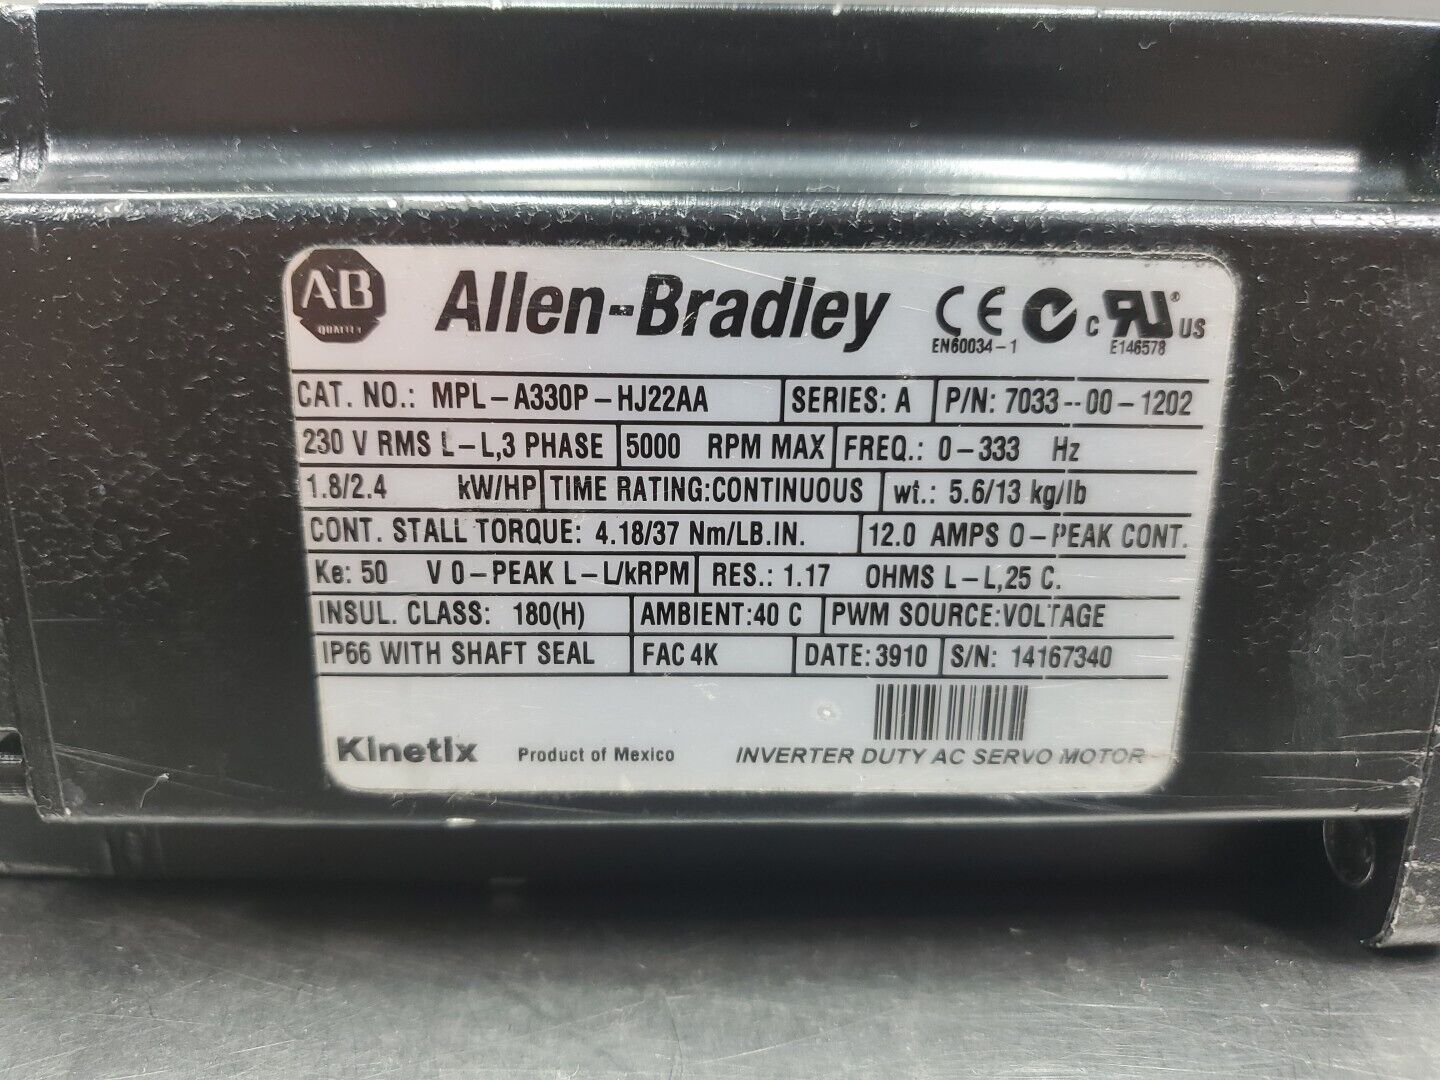 AB QUALITY Allen-Bradley CE EN60034-1 C RU® US E146578
CAT. NO.: MPL-A330P-HJ22AA SERIES: A P/N: 7033-00-1202
230 V RMS L-L,3 PHASE 5000 RPM MAX FREQ.: 0-333 Hz
1.8/2.4 kW/HP TIME RATING:CONTINUOUS wt.: 5.6/13 kg/lb
CONT. STALL TORQUE: 4.18/37 Nm/LB.IN. 12.0 AMPS 0-PEAK CONT.
Ke: 50 V 0-PEAK L-L/kRPM RES.: 1.17 OHMS L-L,25 C.
INSUL. CLASS: 180(H) AMBIENT:40 C PWM SOURCE:VOLTAGE
IP66 WITH SHAFT SEAL FAC 4K DATE:3910 S/N: 14167340
Kinetix Product of Mexico INVERTER DUTY AC SERVO MOTOR